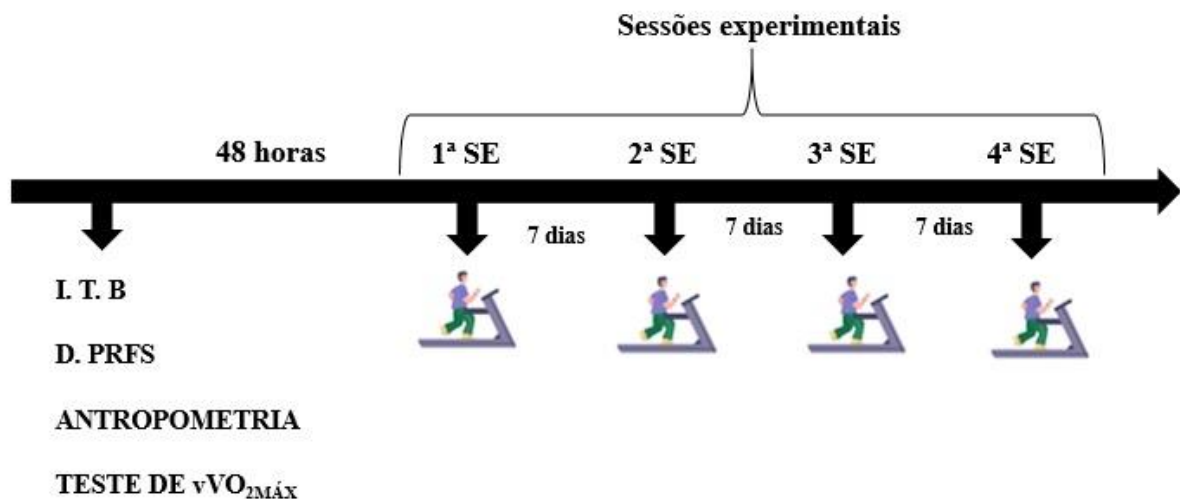 Sessões experimentais
48 horas
1ª SE
2ª SE
3ª SE
4ª SE
7 dias
7 dias
7 dias
I. T. B
D. PRFS
ANTROPOMETRIA
TESTE DE vVO2MÁX